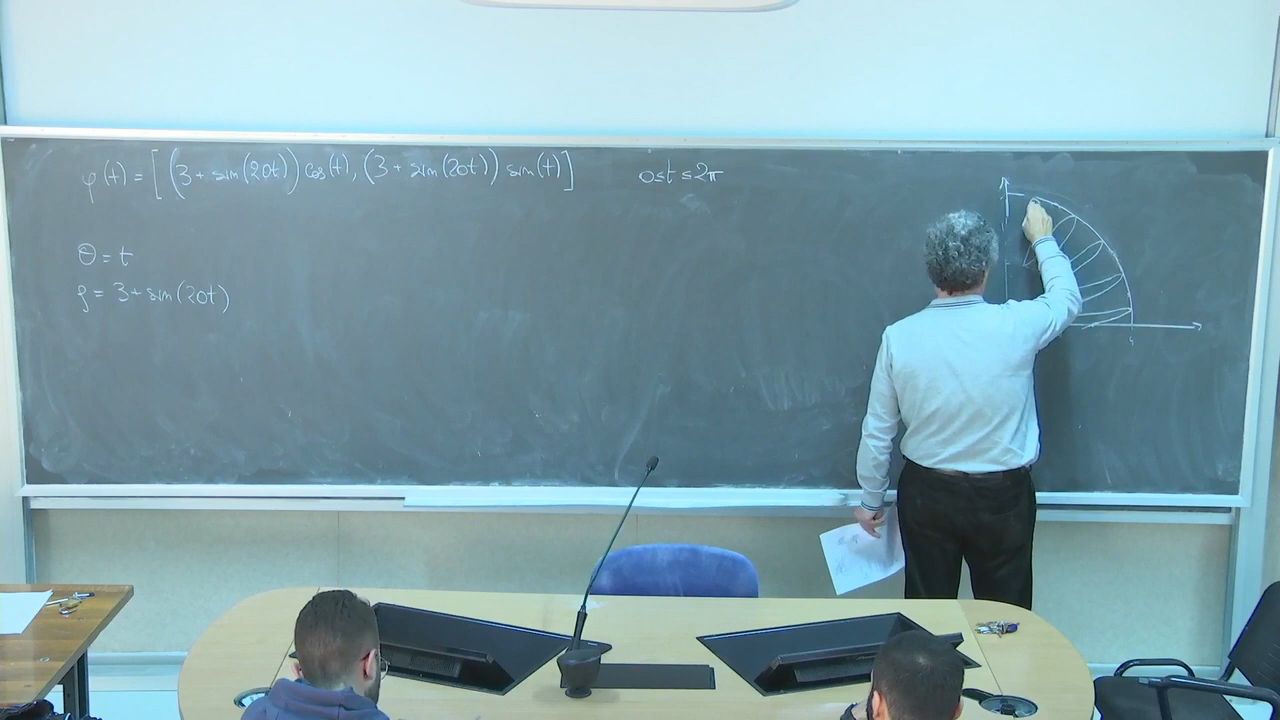 φ(t) = [(3+sin(20t))cos(t), (3+sin(20t))sin(t)] 0≤t≤2π
θ = t
ρ = 3+sin(20t)